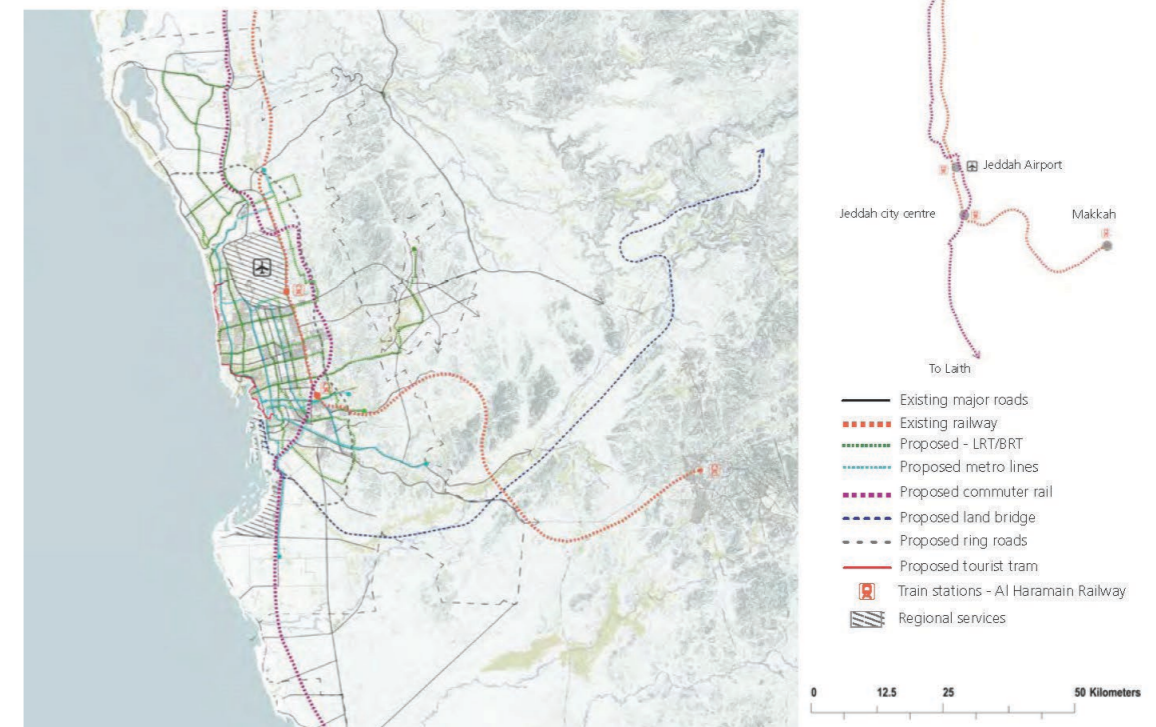 Jeddah Airport
Jeddah city centre
Makkah
To Laith
Existing major roads
Existing railway
Proposed - LRT/BRT
Proposed metro lines
Proposed commuter rail
Proposed land bridge
Proposed ring roads
Proposed tourist tram
Train stations - Al Haramain Railway
Regional services
0 12.5 25 50 Kilometers